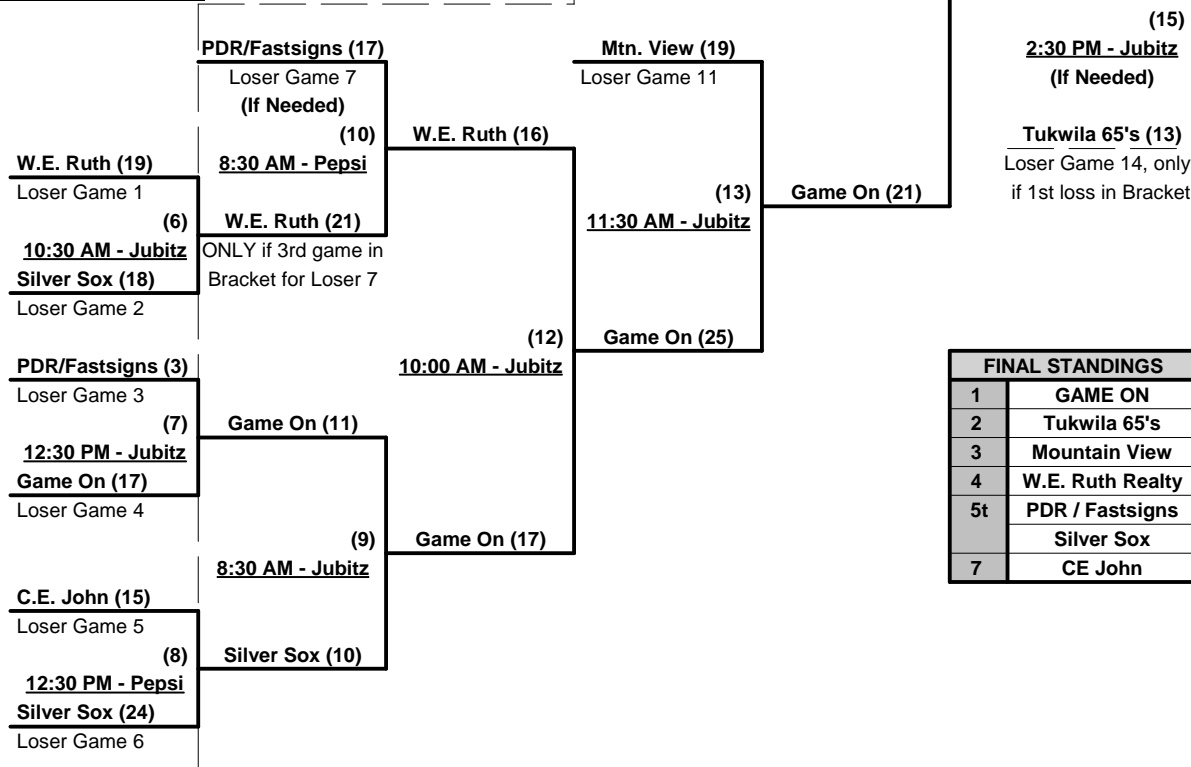 (15)
PDR/Fastsigns (17)
Mtn. View (19)
2:30 PM - Jubitz
Loser Game 7
Loser Game 11
(If Needed)
(If Needed)
(10)
W.E. Ruth (16)
Tukwila 65's (13)
W.E. Ruth (19)
8:30 AM - Pepsi
Loser Game 14, only
Loser Game 1
(13)
Game On (21)
if 1st loss in Bracket
(6)
W.E. Ruth (21)
11:30 AM - Jubitz
10:30 AM - Jubitz
ONLY if 3rd game in
Silver Sox (18)
Bracket for Loser 7
Loser Game 2
(12)
Game On (25)
PDR/Fastsigns (3)
10:00 AM - Jubitz
FINAL STANDINGS
Loser Game 3
1 GAME ON
(7)
Game On (11)
2 Tukwila 65's
12:30 PM - Jubitz
3 Mountain View
Game On (17)
4 W.E. Ruth Realty
Loser Game 4
5t PDR / Fastsigns
(9)
Game On (17)
Silver Sox
8:30 AM - Jubitz
7 CE John
C.E. John (15)
Loser Game 5
(8)
Silver Sox (10)
12:30 PM - Pepsi
Silver Sox (24)
Loser Game 6